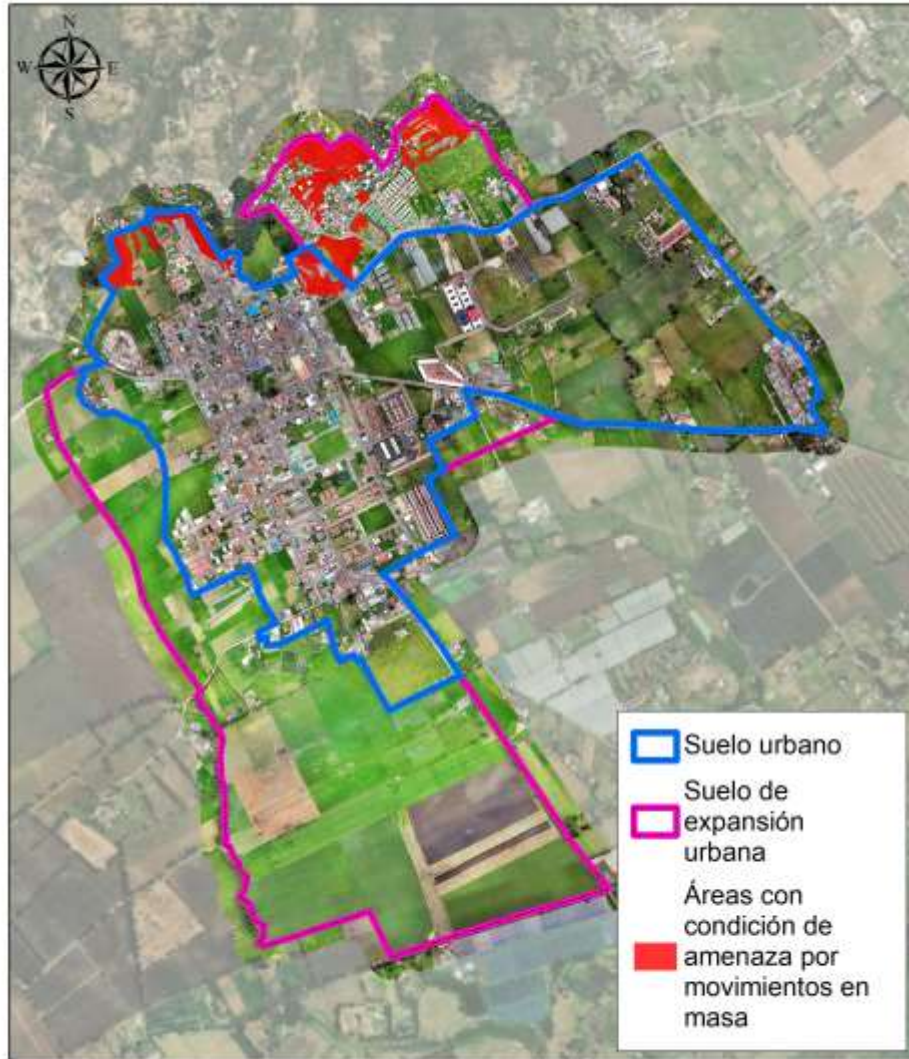 N
W E
S
Suelo urbano
Suelo de
expansión
urbana
Áreas con
condición de
amenaza por
movimientos en
masa